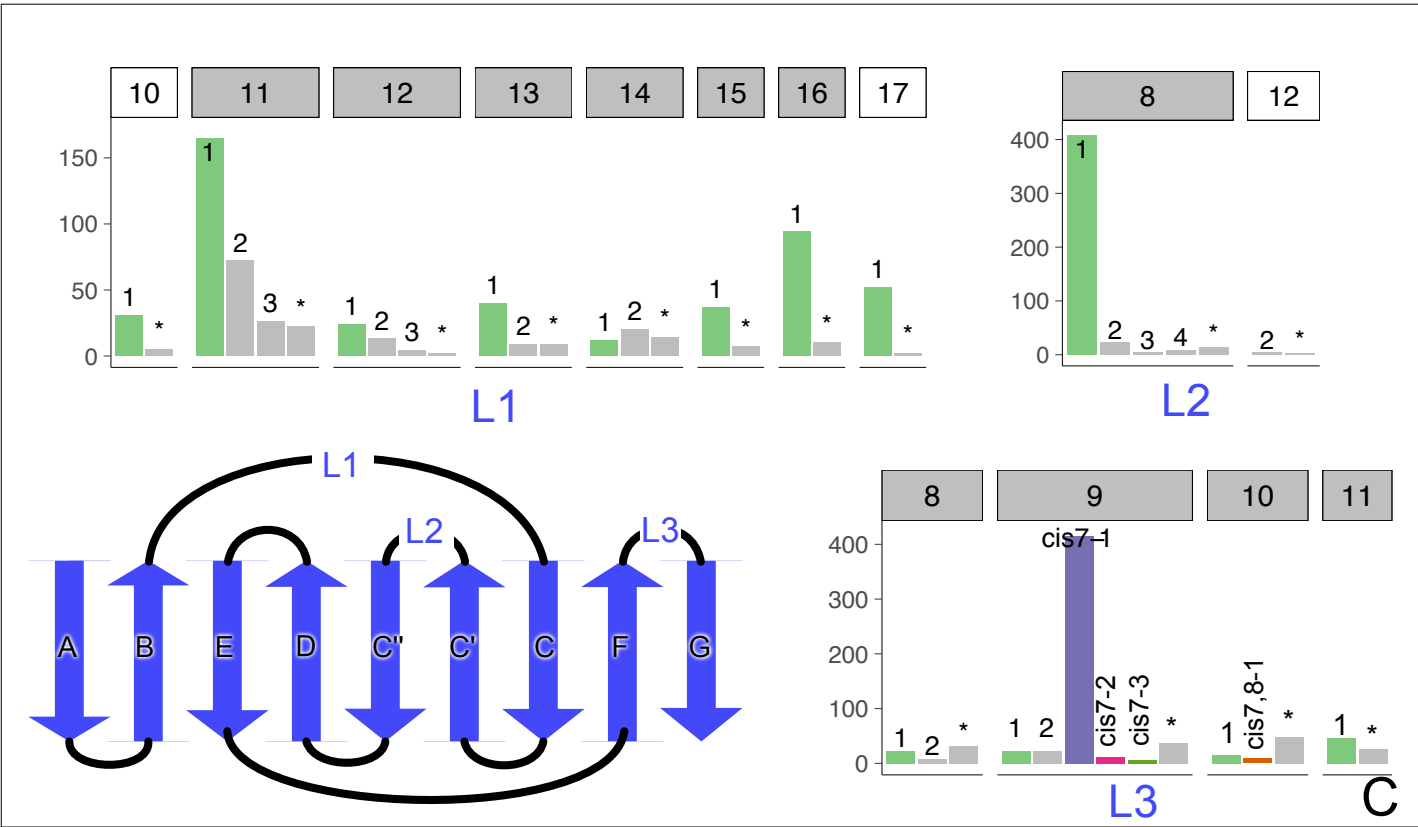 10 11 12 13 14 15 16 17
150
100
50
0
1 *
1 2 3 *
1 2 3 *
1 2 *
1 2 *
1 *
1 *
1 *
L1
8 12
400
300
200
100
0
1 2 3 4 *
2 *
L2
L1
L2
L3
A B E D C" C' C F G
8 9 10 11
400
300
200
100
0
1 2 *
1 2 cis7-1 cis7-2 cis7-3 *
1 cis7,8-1 *
1 *
L3
C